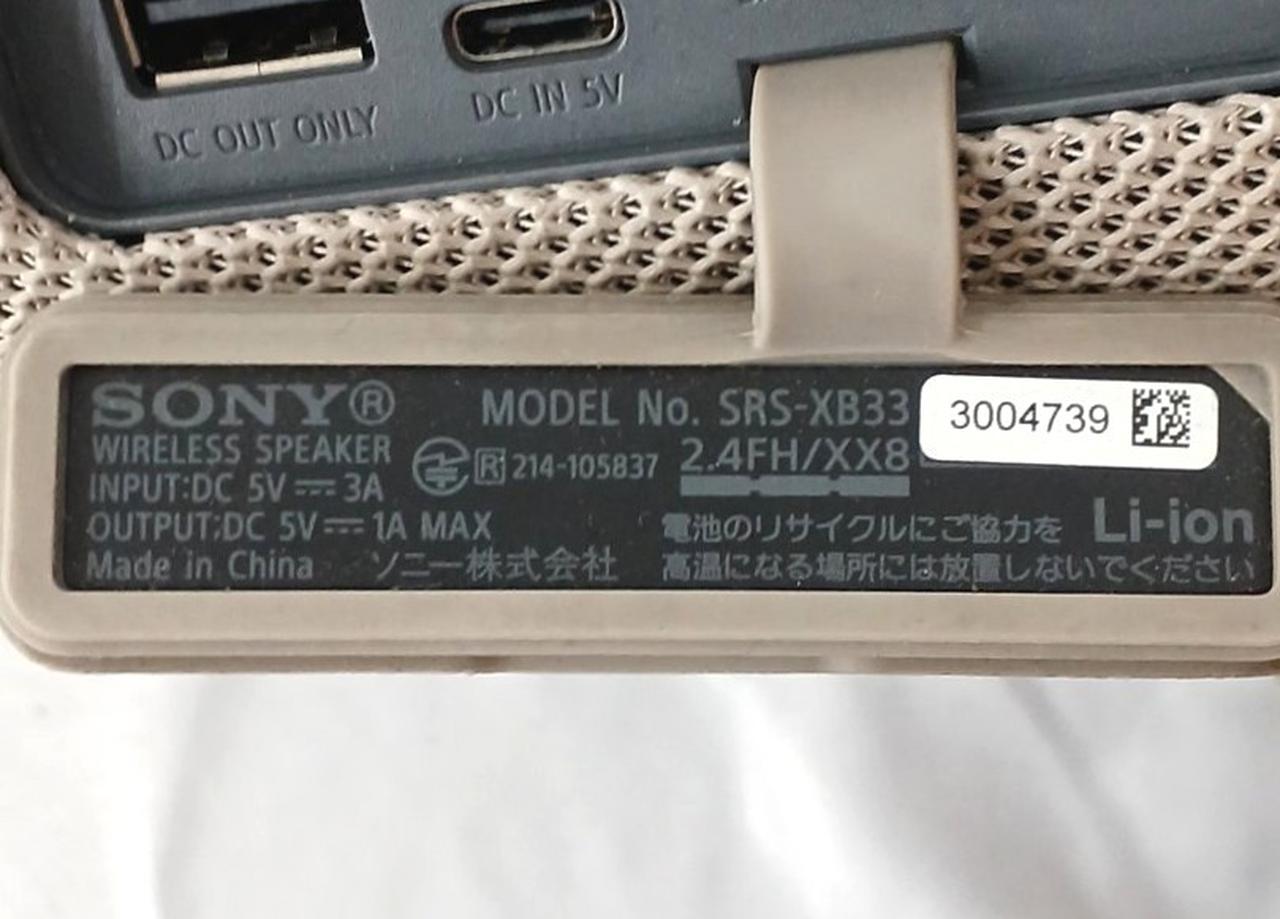 DC OUT ONLY
DC IN 5V
SONY®
WIRELESS SPEAKER
INPUT:DC 5V ⎓ 3A
OUTPUT:DC 5V ⎓ 1A MAX
Made in China ソニー株式会社
R 214-105837
MODEL No. SRS-XB33
2.4FH/XX8
3004739
電池のリサイクルにご協力を Li-ion
高温になる場所には放置しないでください